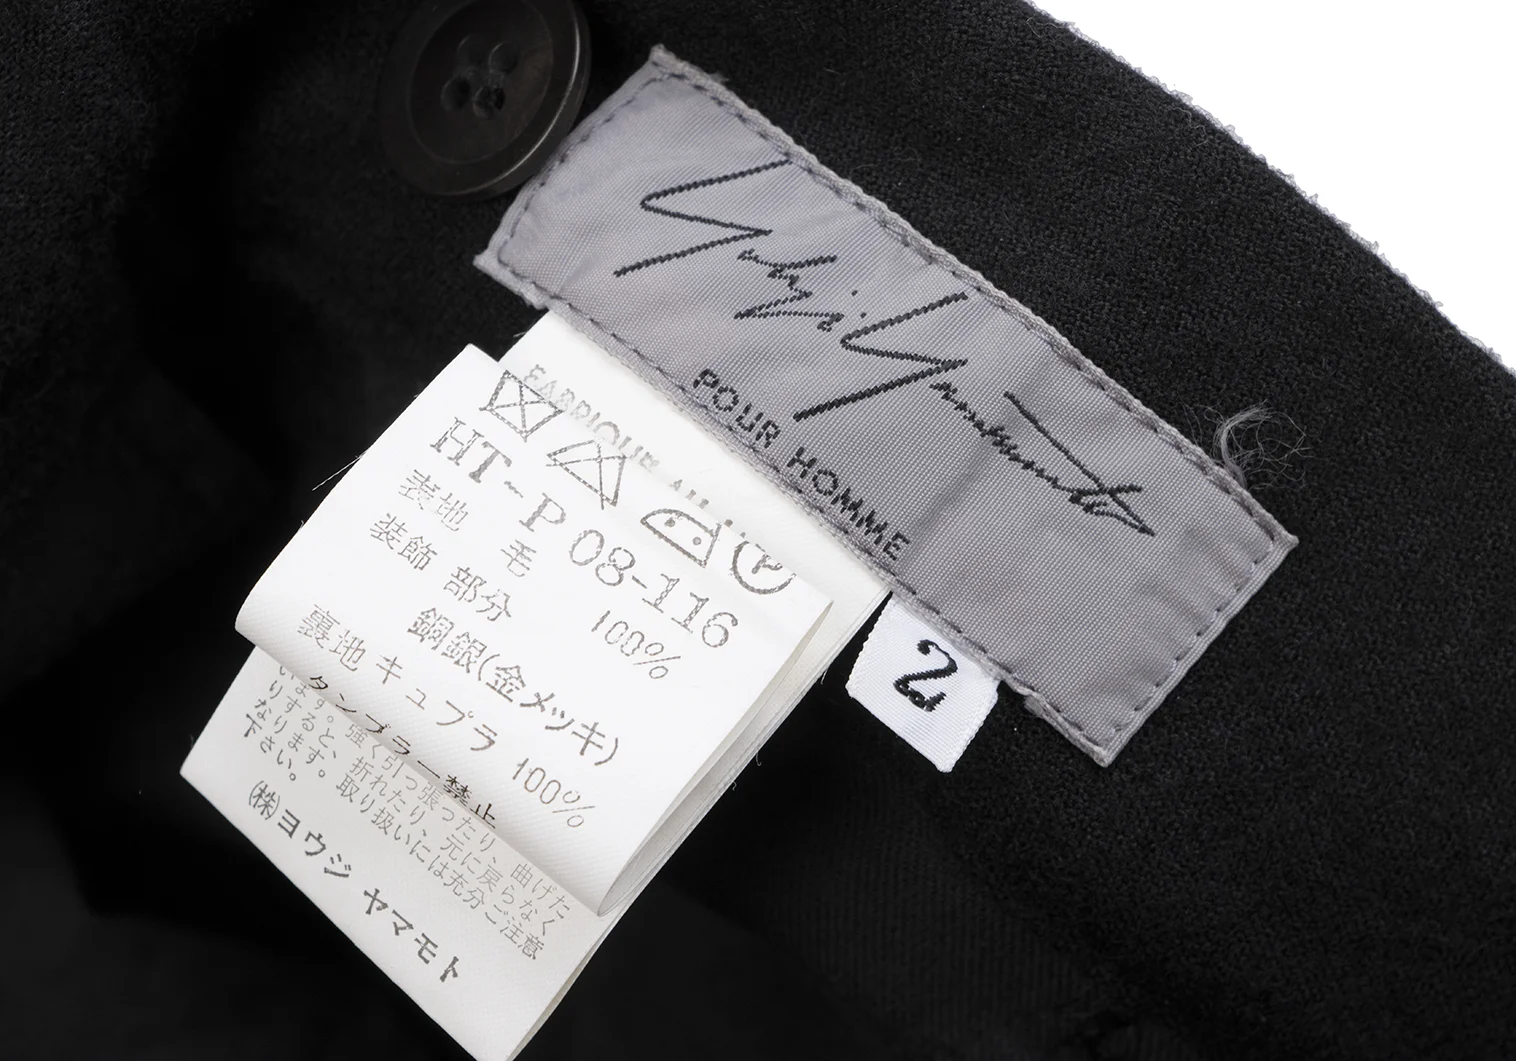 Yohji Yamamoto
POUR HOMME
2
FABRIQUE AU
HT-P08-116
表地 毛 100%
装飾 部分
銅銀(金メッキ)
裏地 キュプラ 100%
タンブラー禁止
います。強く引っ張ったり、曲げた
りすると、折れたり、元に戻らなく
なります。取り扱いには充分ご注意
下さい。
(株)ヨウジ ヤマモト